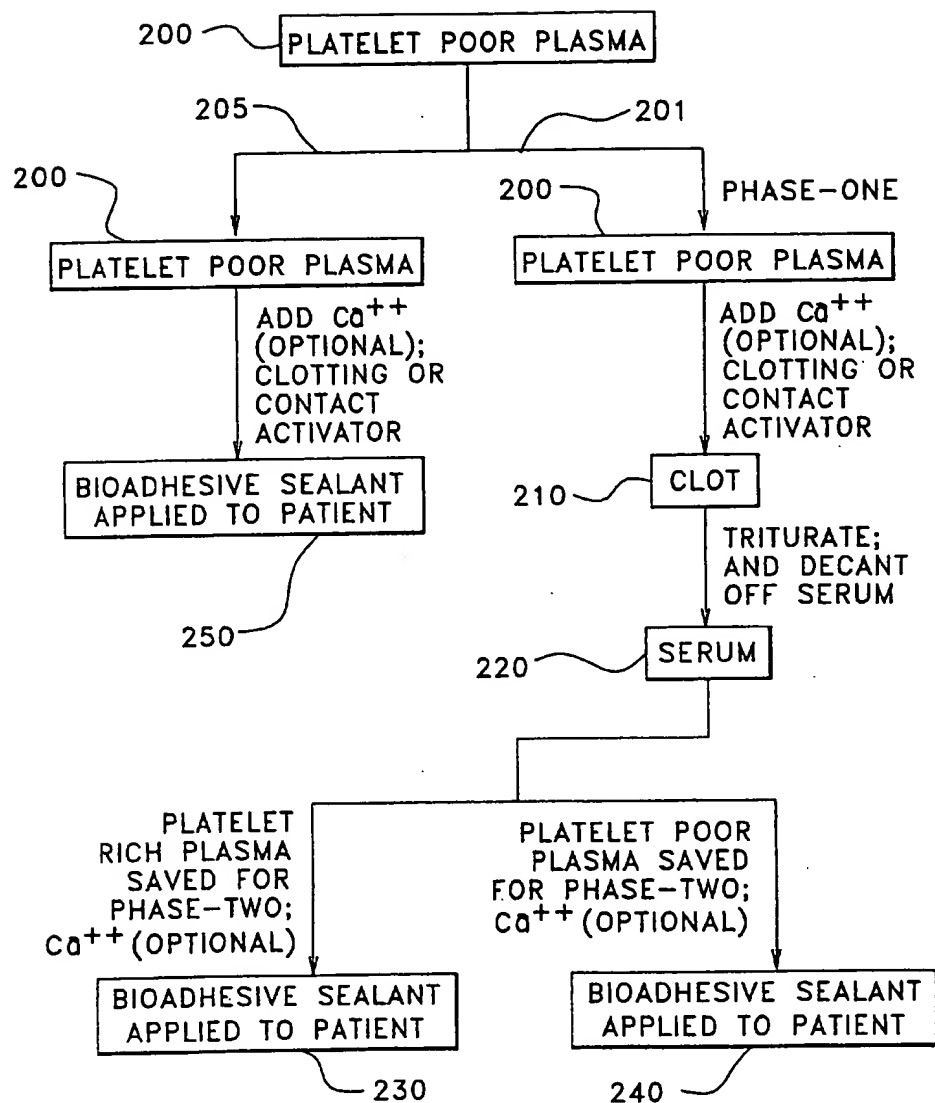 200
PLATELET POOR PLASMA
205
201
200
200
PHASE-ONE
PLATELET POOR PLASMA
PLATELET POOR PLASMA
ADD Ca++
(OPTIONAL);
CLOTTING OR
CONTACT
ACTIVATOR
ADD Ca++
(OPTIONAL);
CLOTTING OR
CONTACT
ACTIVATOR
BIOADHESIVE SEALANT
APPLIED TO PATIENT
250
210
CLOT
TRITURATE;
AND DECANT
OFF SERUM
220
SERUM
PLATELET
RICH PLASMA
SAVED FOR
PHASE-TWO;
Ca++ (OPTIONAL)
PLATELET POOR
PLASMA SAVED
FOR PHASE-TWO;
Ca++ (OPTIONAL)
BIOADHESIVE SEALANT
APPLIED TO PATIENT
230
BIOADHESIVE SEALANT
APPLIED TO PATIENT
240